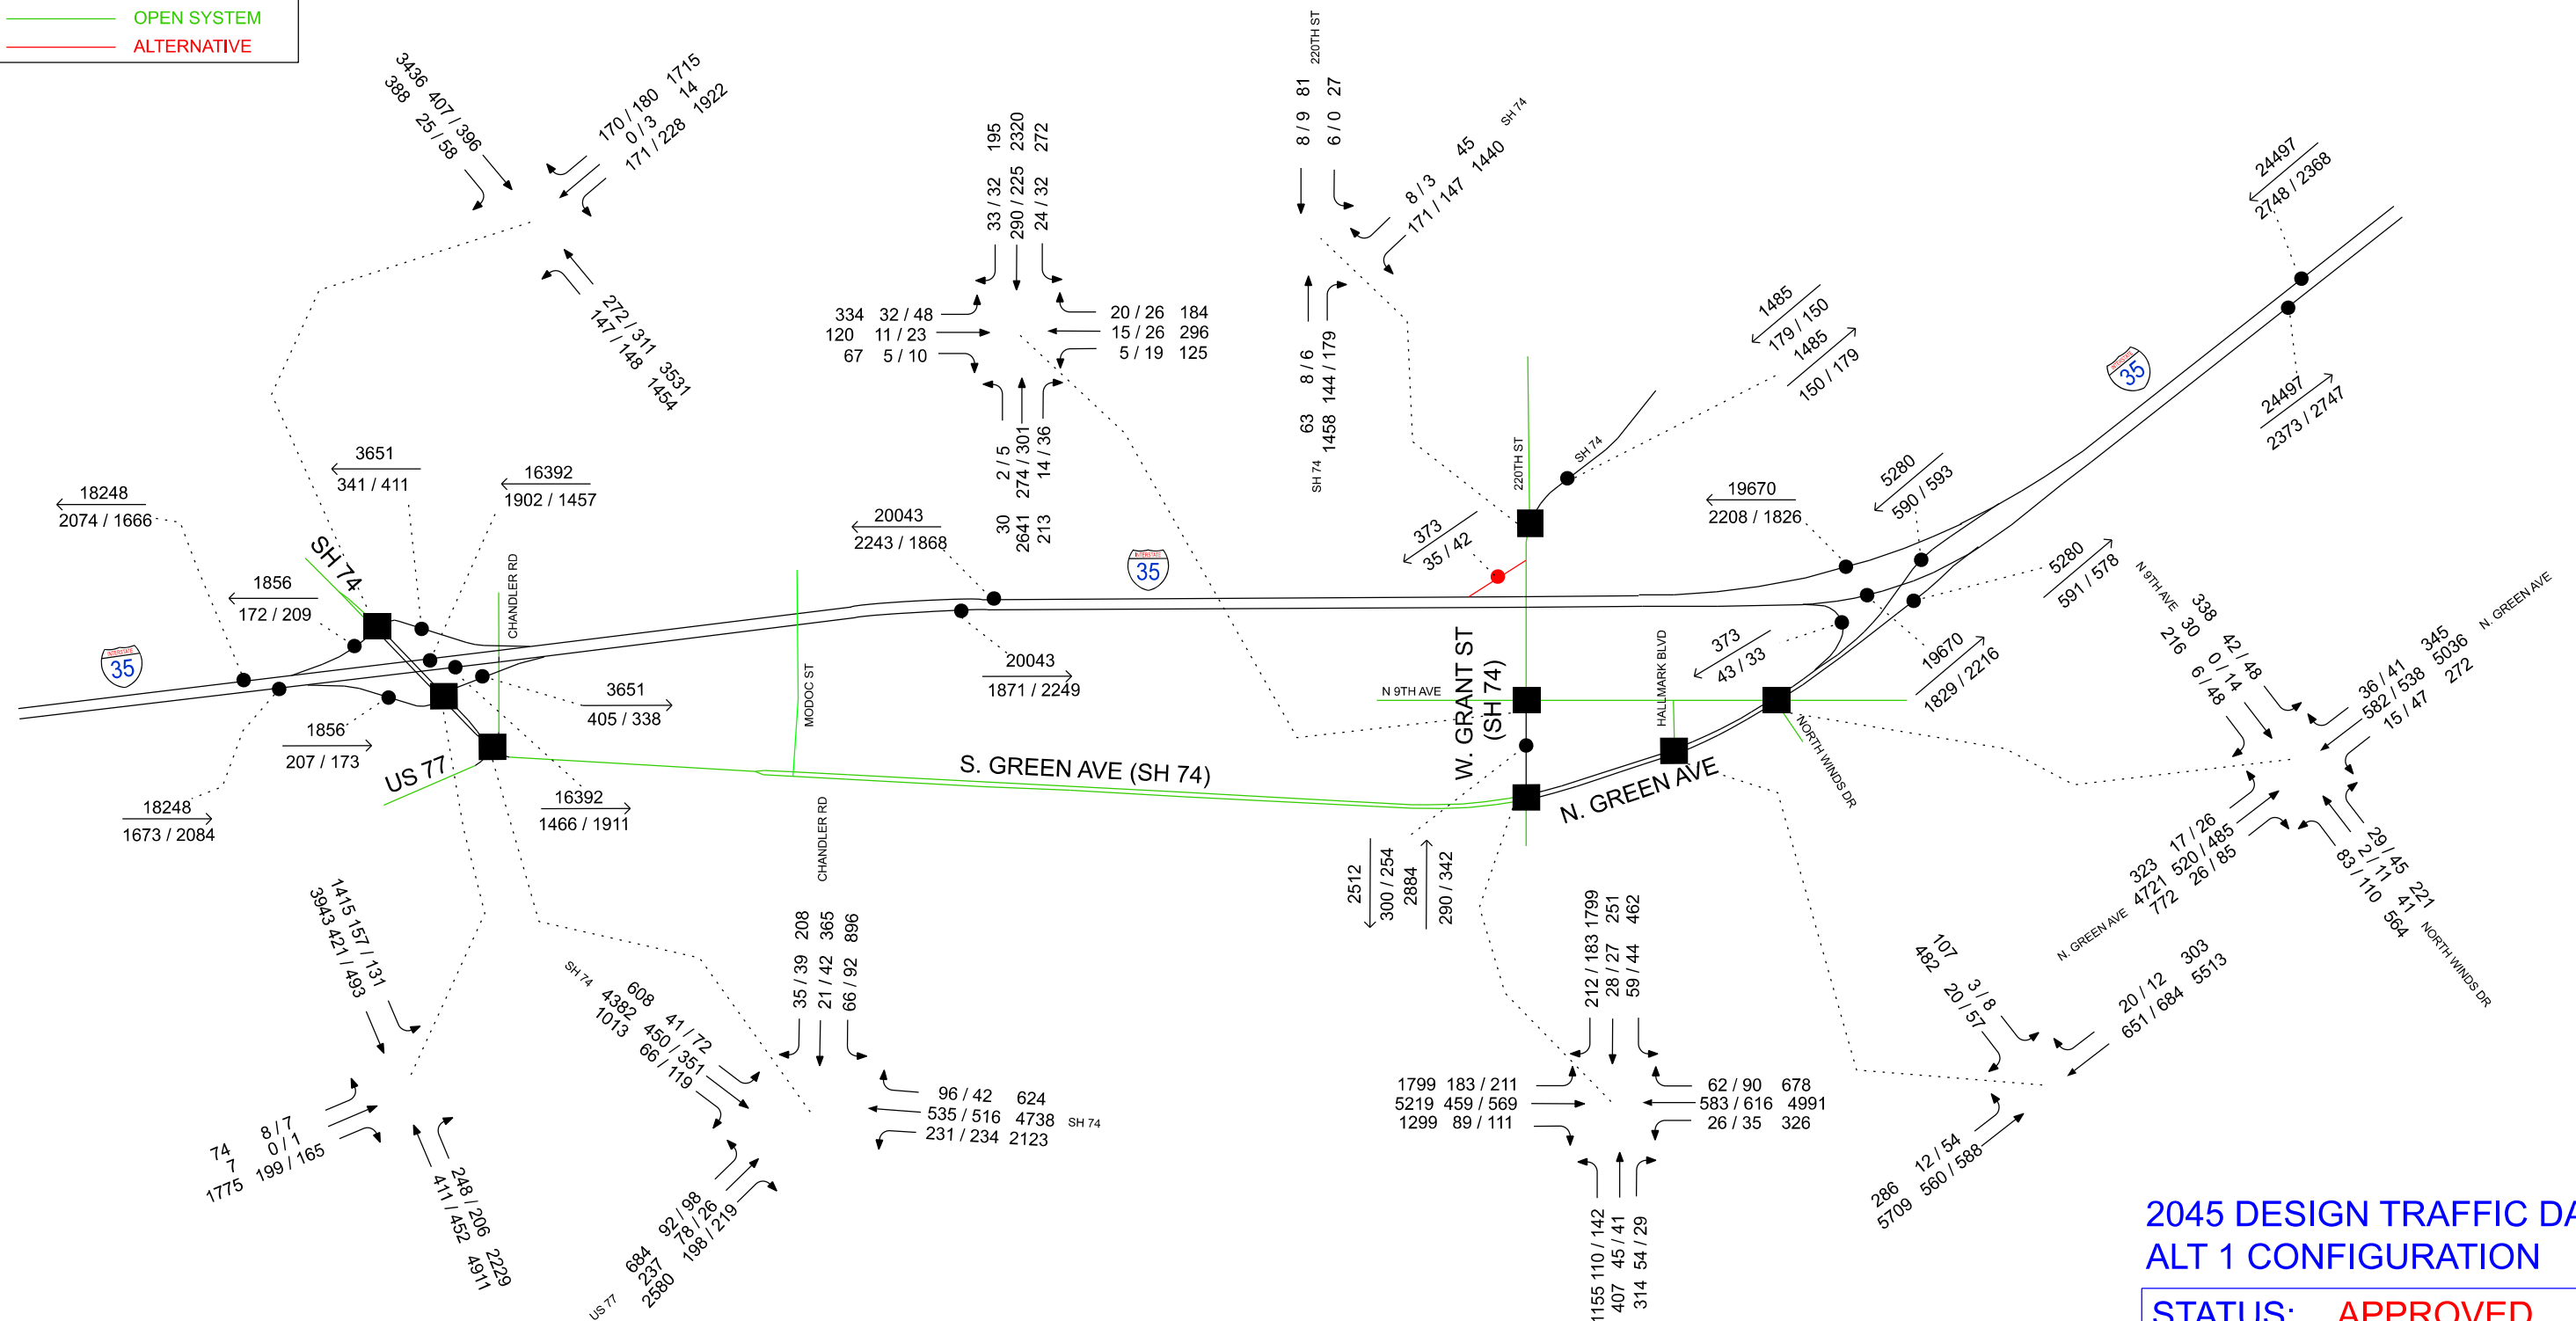 OPEN SYSTEM
ALTERNATIVE
3436 407 / 396
388 25 / 58
170 / 180 1715
0 / 3 14
171 / 228 1922
272 / 311 3531
147 / 148 1454
33 / 32 195
290 / 225 2320
24 / 32 272
334 32 / 48
120 11 / 23
67 5 / 10
20 / 26 184
15 / 26 296
5 / 19 125
30 2 / 5
2641 274 / 301
213 14 / 36
8 / 9 81
220TH ST
6 / 0 27
8 / 3 45
171 / 147 1440
SH 74
63 8 / 6
SH 74 1458 144 / 179
1485
179 / 150
1485
150 / 179
24497
2748 / 2368
INTERSTATE
35
24497
2373 / 2747
18248
2074 / 1666
3651
341 / 411
16392
1902 / 1457
20043
2243 / 1868
INTERSTATE
35
373
35 / 42
220TH ST
SH 74
19670
2208 / 1826
5280
590 / 593
5280
591 / 578
SH 74
1856
172 / 209
CHANDLER RD
INTERSTATE
35
3651
405 / 338
MODOC ST
20043
1871 / 2249
N 9TH AVE
W. GRANT ST
(SH 74)
HALLMARK BLVD
373
43 / 33
19670
1829 / 2216
NORTH WINDS DR
1856
207 / 173
US 77
18248
1673 / 2084
16392
1466 / 1911
S. GREEN AVE (SH 74)
N. GREEN AVE
N 9TH AVE
338 42 / 48
30 0 / 14
216 6 / 48
36 / 41 345
582 / 538 5036
15 / 47 272
N. GREEN AVE
323 17 / 26
N. GREEN AVE 4721 520 / 485
772 26 / 85
29 / 45 221
2 / 11 41
83 / 110 564
NORTH WINDS DR
2512
300 / 254
2884
290 / 342
1415 157 / 131
3943 421 / 493
74 8 / 7
7 0 / 1
1775 199 / 165
248 / 206 2229
411 / 452 4911
CHANDLER RD
35 / 39 208
21 / 42 365
66 / 92 896
608 41 / 72
SH 74 4382 450 / 351
1013 66 / 119
96 / 42 624
535 / 516 4738 SH 74
231 / 234 2123
684 92 / 98
237 78 / 26
US 77 2580 198 / 219
212 / 183 1799
28 / 27 251
59 / 44 462
1799 183 / 211
5219 459 / 569
1299 89 / 111
62 / 90 678
583 / 616 4991
26 / 35 326
1155 110 / 142
407 45 / 41
314 54 / 29
107 3 / 8
482 20 / 57
20 / 12 303
651 / 684 5513
286 12 / 54
5709 560 / 588
2045 DESIGN TRAFFIC DA
ALT 1 CONFIGURATION
STATUS: APPROVED